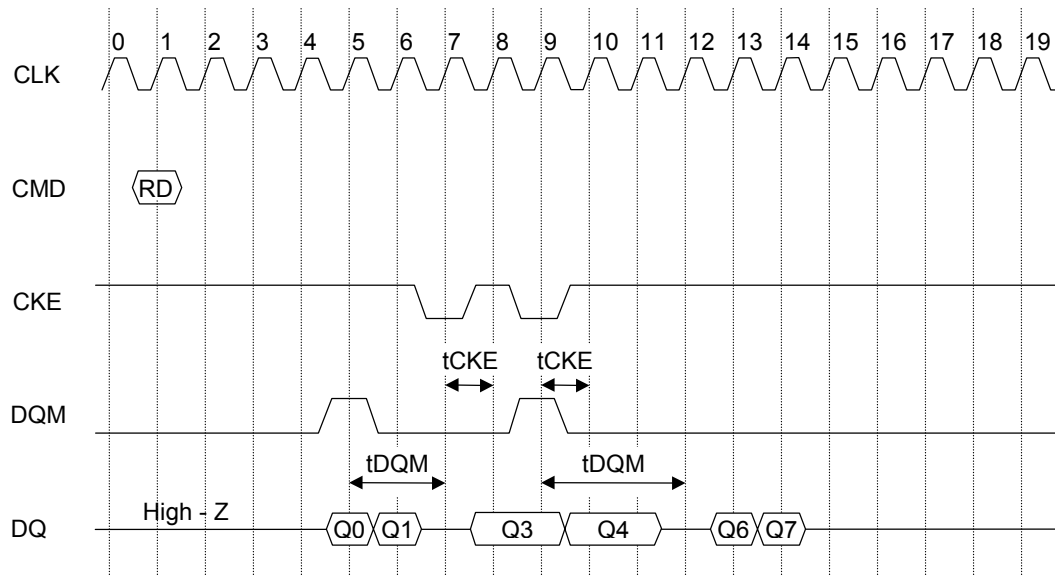 0 1 2 3 4 5 6 7 8 9 10 11 12 13 14 15 16 17 18 19
CLK
CMD RD
CKE
tCKE tCKE
DQM
tDQM tDQM
High - Z
DQ Q0 Q1 Q3 Q4 Q6 Q7